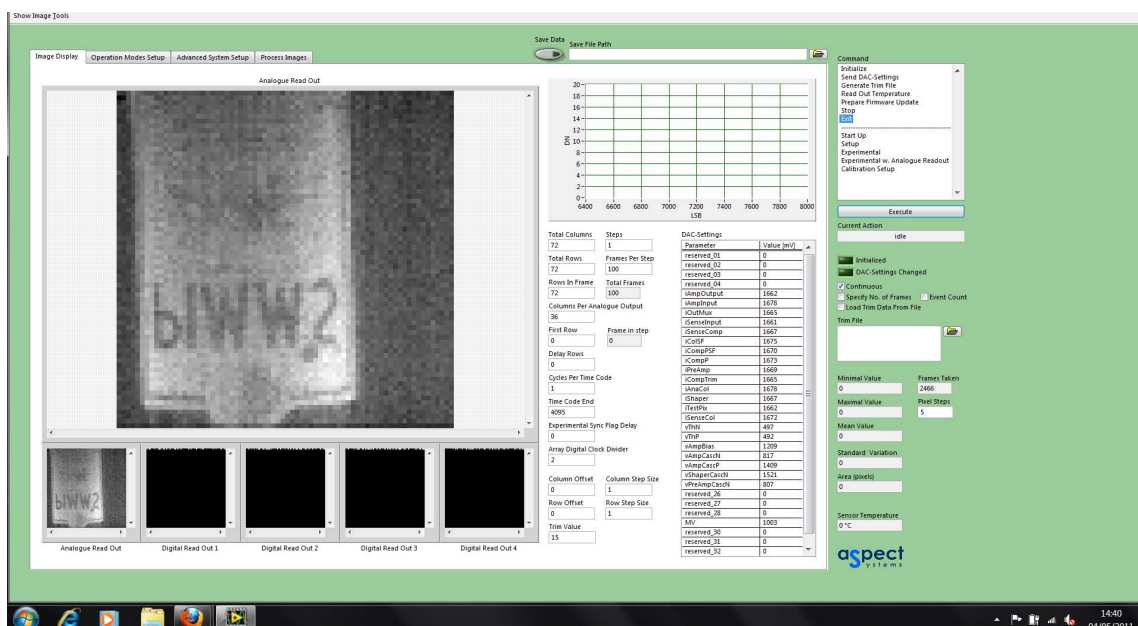 Show Image Tools
Save Data
Save File Path
Image Display
Operation Modes Setup
Advanced System Setup
Process Images
Analogue Read Out
20
18
16
14
12
10
8
6
4
2
0
DN
6400 6600 6800 7000 7200 7400 7600 7800 8000
LSB
Total Columns
72
Steps
1
Total Rows
72
Frames Per Step
100
Rows In Frame
72
Total Frames
100
Columns Per Analogue Output
36
First Row
0
Frame in step
0
Delay Rows
0
Cycles Per Time Code
1
Time Code End
4095
Experimental Sync Flag Delay
0
Array Digital Clock Divider
2
Column Offset
0
Column Step Size
1
Row Offset
0
Row Step Size
1
Trim Value
15
DAC-Settings
Parameter Value [mV]
reserved_01 0
reserved_02 0
reserved_03 0
reserved_04 0
iAmpOutput 1662
iAmpInput 1678
iOutMux 1665
iSenseInput 1661
iSenseComp 1667
iColSF 1675
iCompPSF 1670
iCompP 1673
iPreAmp 1669
iCompTrim 1665
iAnaCol 1678
iShaper 1667
iTestPix 1662
iSenseCol 1672
vThN 497
vThP 492
vAmpBias 1209
vAmpCascN 817
vAmpCascP 1409
vShaperCascN 1521
vPreAmpCascN 807
reserved_26 0
reserved_27 0
reserved_28 0
MV 1003
reserved_30 0
reserved_31 0
reserved_32 0
Analogue Read Out
Digital Read Out 1
Digital Read Out 2
Digital Read Out 3
Digital Read Out 4
Command
Initialize
Send DAC-Settings
Generate Trim File
Read Out Temperature
Prepare Firmware Update
Stop
Exit
Start Up
Setup
Experimental
Experimental w. Analogue Readout
Calibration Setup
Execute
Current Action
idle
Initialized
DAC-Settings Changed
Continuous
Specify No. of Frames
Event Count
Load Trim Data From File
Trim File
Minimal Value
0
Frames Taken
2466
Maximal Value
0
Pixel Steps
5
Mean Value
0
Standard Variation
0
Area (pixels)
0
Sensor Temperature
0 °C
aspect
systems
14:40
04/05/2011